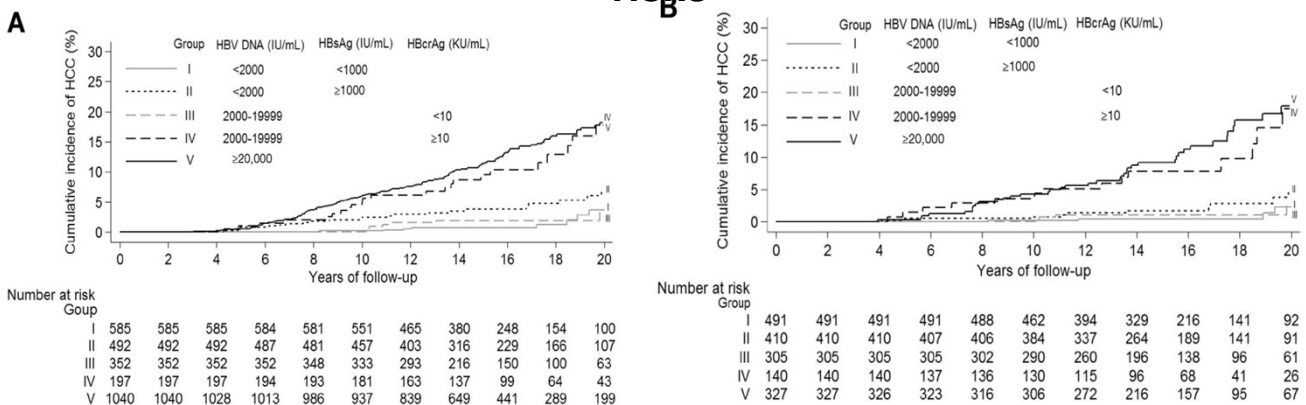 A
Cumulative incidence of HCC (%)
Group HBV DNA (IU/mL) HBsAg (IU/mL) HBcrAg (KU/mL)
I <2000 <1000
II <2000 ≥1000
III 2000-19999 <10
IV 2000-19999 ≥10
V ≥20,000
30
25
20
15
10
5
0
IV
V
II
I
III
0 2 4 6 8 10 12 14 16 18 20
Years of follow-up
Number at risk
Goup
I 585 585 585 584 581 551 465 380 248 154 100
II 492 492 492 487 481 457 403 316 229 166 107
III 352 352 352 352 348 333 293 216 150 100 63
IV 197 197 197 194 193 181 163 137 99 64 43
V 1040 1040 1028 1013 986 937 839 649 441 289 199
B
Cumulative incidence of HCC (%)
Group HBV DNA (IU/mL) HBsAg (IU/mL) HBcrAg (KU/mL)
I <2000 <1000
II <2000 ≥1000
III 2000-19999 <10
IV 2000-19999 ≥10
V ≥20,000
30
25
20
15
10
5
0
V
IV
II
I
III
0 2 4 6 8 10 12 14 16 18 20
Years of follow-up
Number at risk
Group
I 491 491 491 491 488 462 394 329 216 141 92
II 410 410 410 407 406 384 337 264 189 141 91
III 305 305 305 305 302 290 260 196 138 96 61
IV 140 140 140 137 136 130 115 96 68 41 26
V 327 327 326 323 316 306 272 216 157 95 67